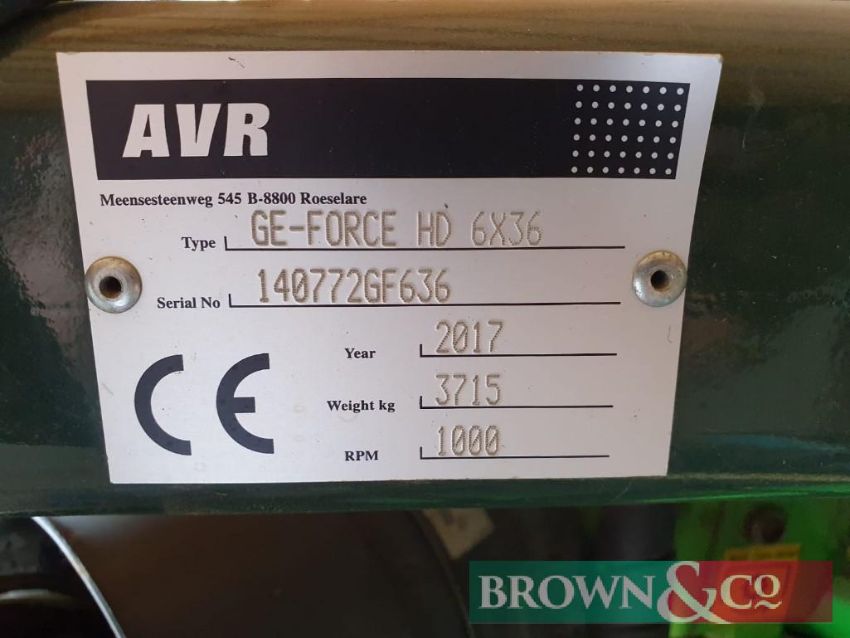 AVR
Meensesteenweg 545 B-8800 Roeselare
Type GE-FORCE HD 6X36
Serial No 140772GF636
Year 2017
CE
Weight kg 3715
RPM 1000
BROWN&CO